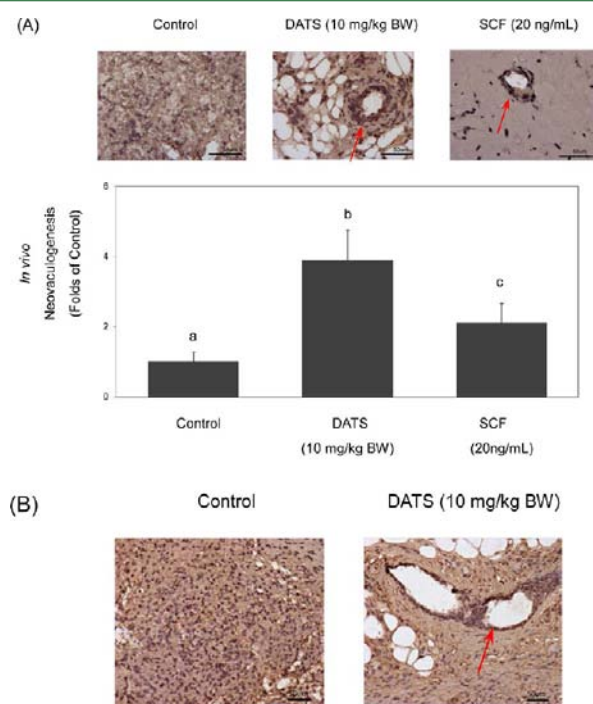 (A)
Control DATS (10 mg/kg BW) SCF (20 ng/mL)
In vivo
Neovaculogenesis
(Folds of Control)
6
4
2
0
a
b
c
Control DATS SCF
(10 mg/kg BW) (20ng/mL)
(B)
Control DATS (10 mg/kg BW)